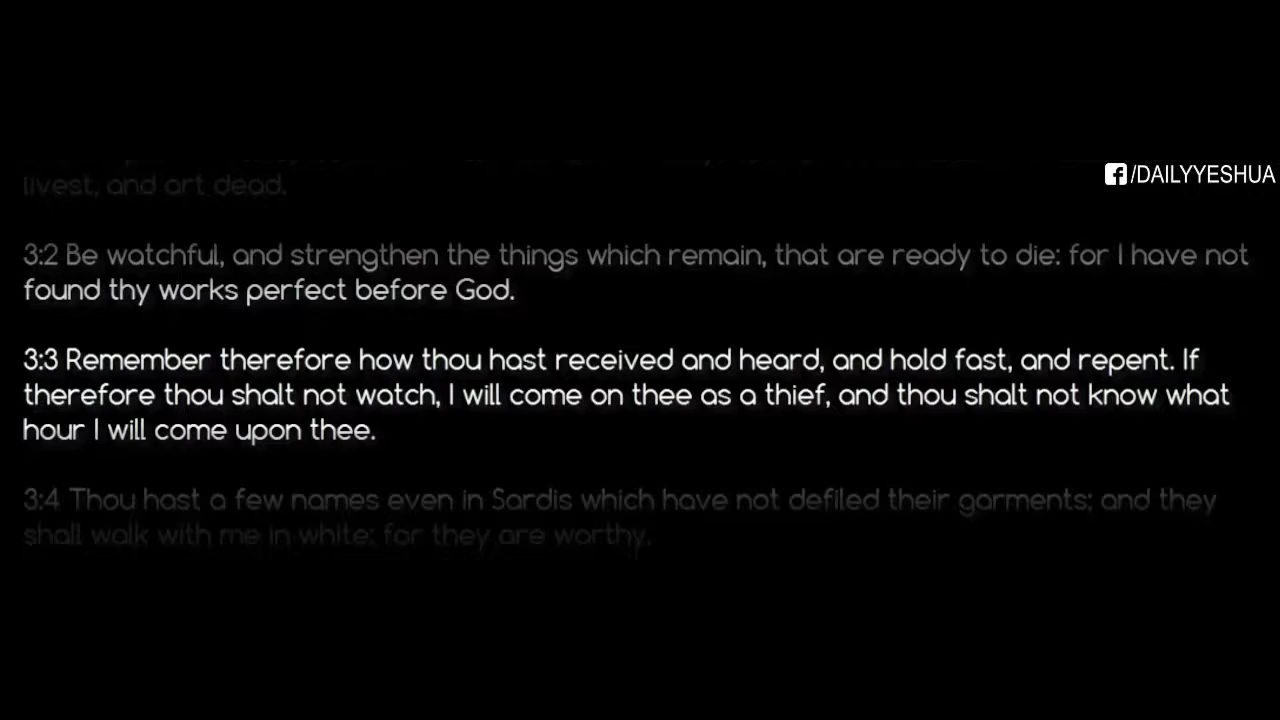 /DAILYYESHUA
livest, and art dead.
3:2 Be watchful, and strengthen the things which remain, that are ready to die: for I have not
found thy works perfect before God.
3:3 Remember therefore how thou hast received and heard, and hold fast, and repent. If
therefore thou shalt not watch, I will come on thee as a thief, and thou shalt not know what
hour I will come upon thee.
3:4 Thou hast a few names even in Sardis which have not defiled their garments; and they
shall walk with me in white: for they are worthy.